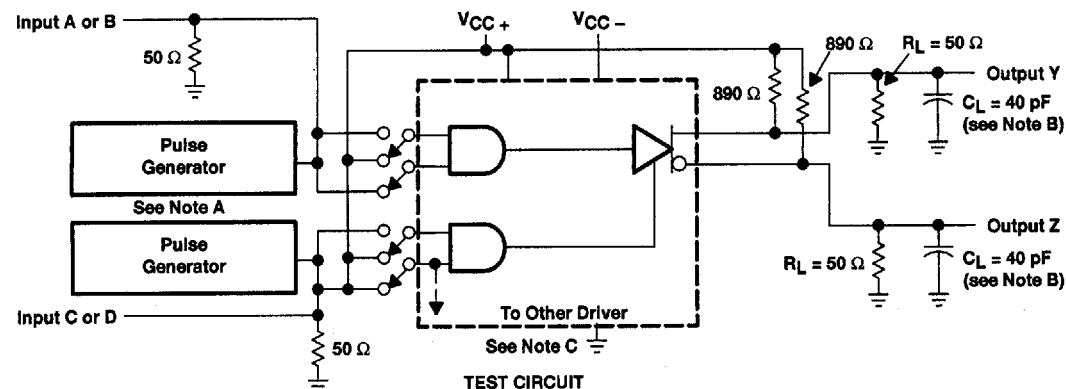 Input A or B
50 Ω
VCC +
VCC −
890 Ω
RL = 50 Ω
890 Ω
Output Y
CL = 40 pF
(see Note B)
Pulse
Generator
See Note A
Pulse
Generator
Output Z
RL = 50 Ω
CL = 40 pF
(see Note B)
Input C or D
To Other Driver
50 Ω
See Note C
TEST CIRCUIT